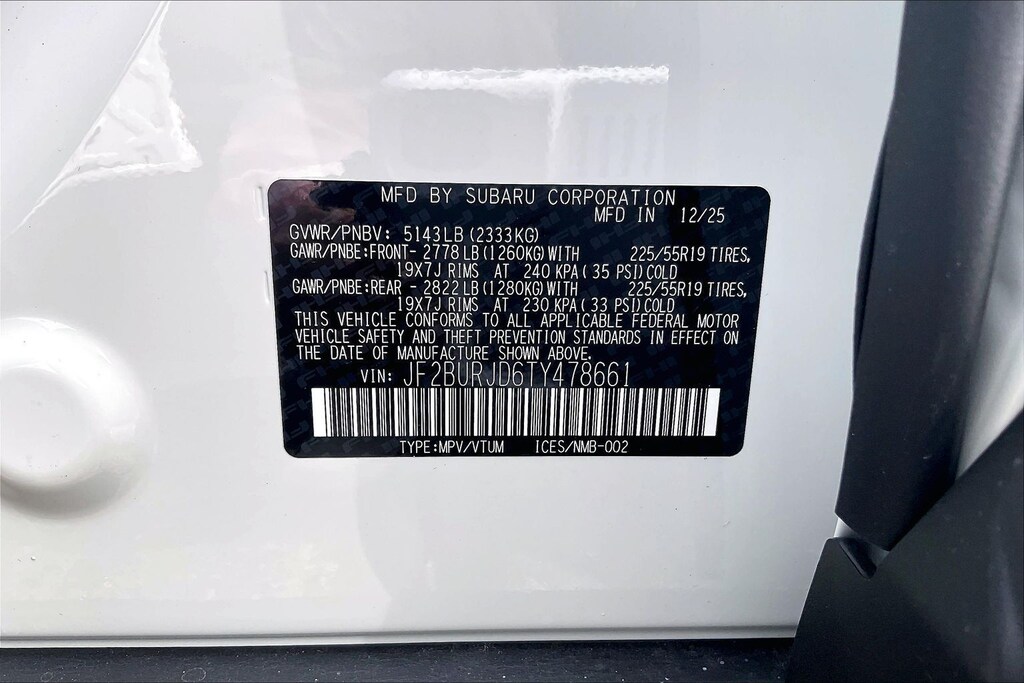 MFD BY SUBARU CORPORATION
MFD IN 12/25
GVWR/PNBV: 5143LB(2333KG)
GAWR/PNBE:FRONT- 2778LB(1260KG)WITH 225/55R19 TIRES,
19X7J RIMS AT 240 KPA(35 PSI)COLD
GAWR/PNBE:REAR - 2822LB(1280KG)WITH 225/55R19 TIRES,
19X7J RIMS AT 230 KPA(33 PSI)COLD
THIS VEHICLE CONFORMS TO ALL APPLICABLE FEDERAL MOTOR
VEHICLE SAFETY AND THEFT PREVENTION STANDARDS IN EFFECT ON
THE DATE OF MANUFACTURE SHOWN ABOVE.
VIN: JF2BURJD6TY478661
TYPE:MPV/VTUM ICES/NMB-002